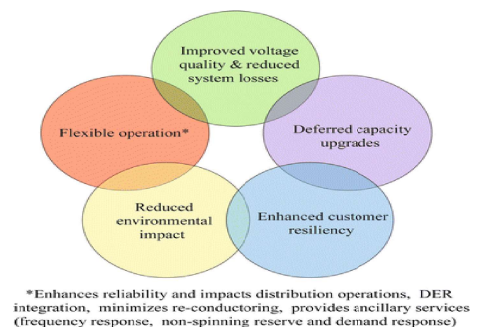 Improved voltage
quality & reduced
system losses
Flexible operation*
Deferred capacity
upgrades
Reduced
environmental
impact
Enhanced customer
resiliency
*Enhances reliability and impacts distribution operations, DER
integration, minimizes re-conductoring, provides ancillary services
(frequency response, non-spinning reserve and demand response)